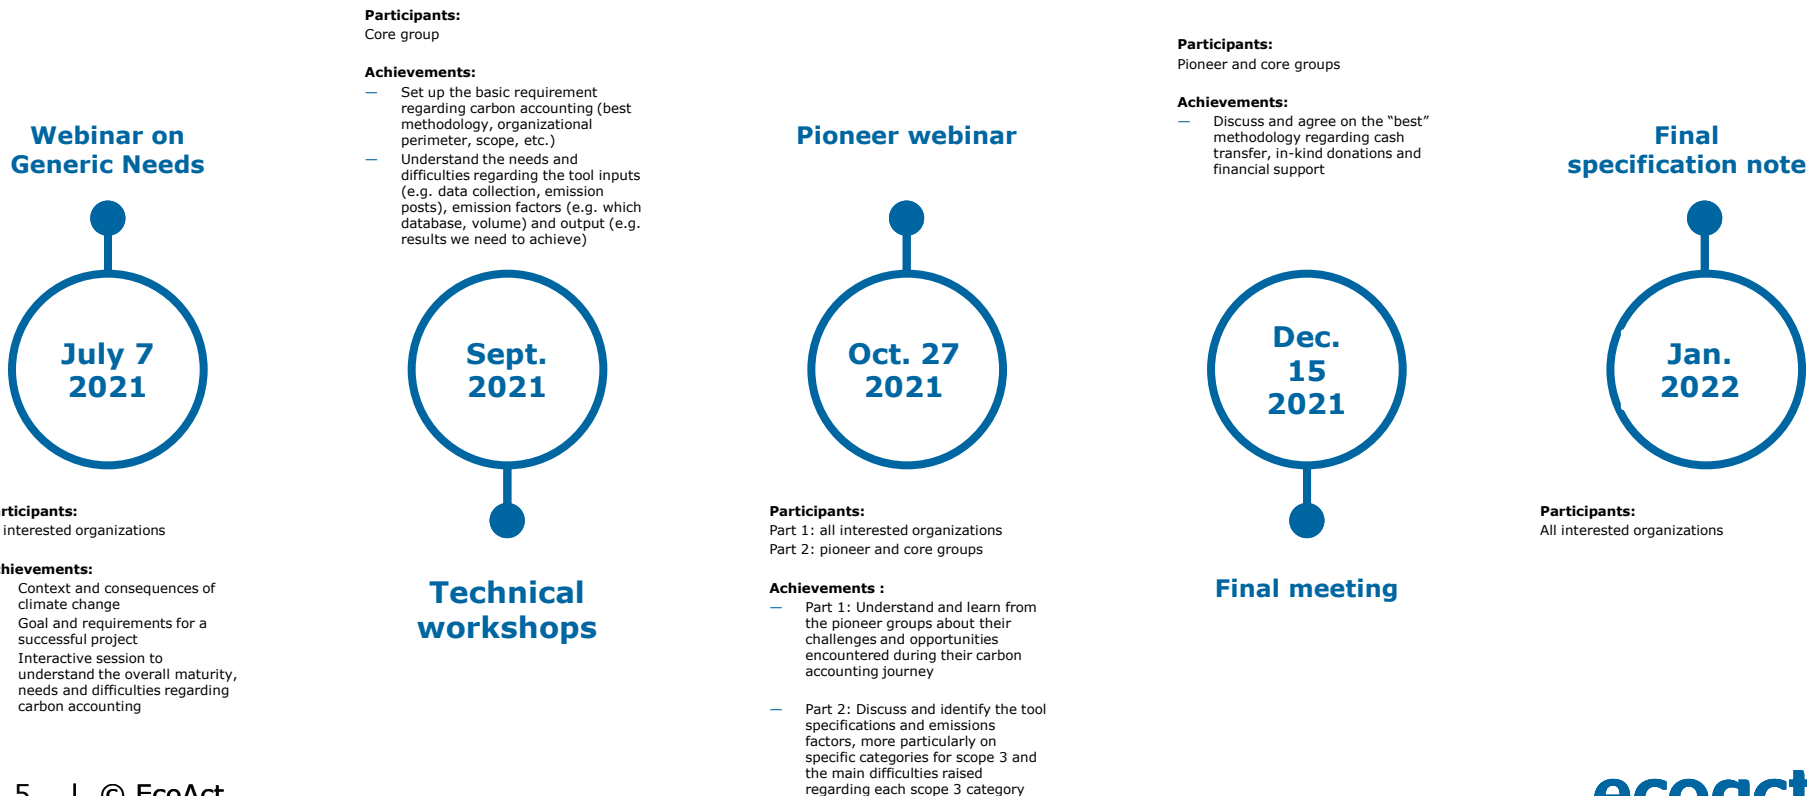 Webinar on
Generic Needs
July 7
2021
Participants:
interested organizations
Achievements:
Context and consequences of
climate change
Goal and requirements for a
successful project
Interactive session to
understand the overall maturity,
needs and difficulties regarding
carbon accounting
Participants:
Core group
Achievements:
— Set up the basic requirement
regarding carbon accounting (best
methodology, organizational
perimeter, scope, etc.)
— Understand the needs and
difficulties regarding the tool inputs
(e.g. data collection, emission
posts), emission factors (e.g. which
database, volume) and output (e.g.
results we need to achieve)
Sept.
2021
Technical
workshops
Pioneer webinar
Oct. 27
2021
Participants:
Part 1: all interested organizations
Part 2: pioneer and core groups
Achievements :
— Part 1: Understand and learn from
the pioneer groups about their
challenges and opportunities
encountered during their carbon
accounting journey
— Part 2: Discuss and identify the tool
specifications and emissions
factors, more particularly on
specific categories for scope 3 and
the main difficulties raised
regarding each scope 3 category
Participants:
Pioneer and core groups
Achievements:
— Discuss and agree on the “best”
methodology regarding cash
transfer, in-kind donations and
financial support
Dec.
15
2021
Final meeting
Final
specification note
Jan.
2022
Participants:
All interested organizations
5 | © EcoAct
ecoact